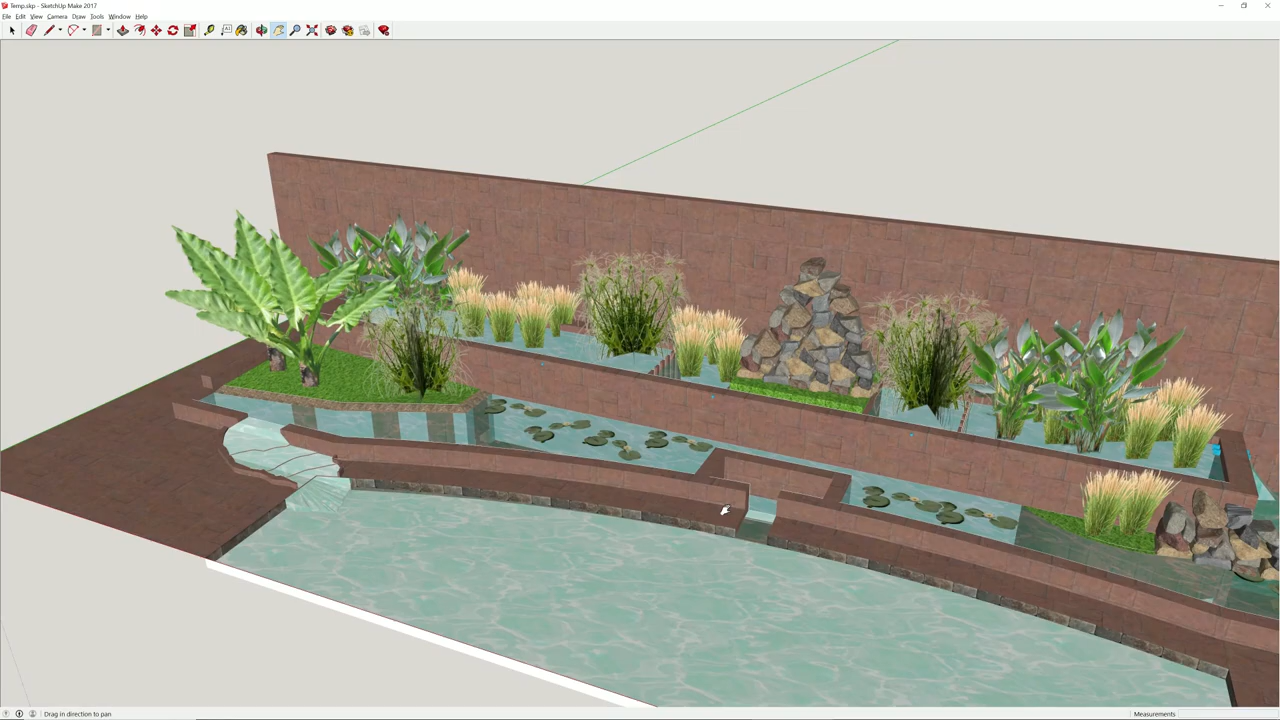 Temp.skp - SketchUp Make 2017
File Edit View Camera Draw Tools Window Help
Drag in direction to pan
Measurements